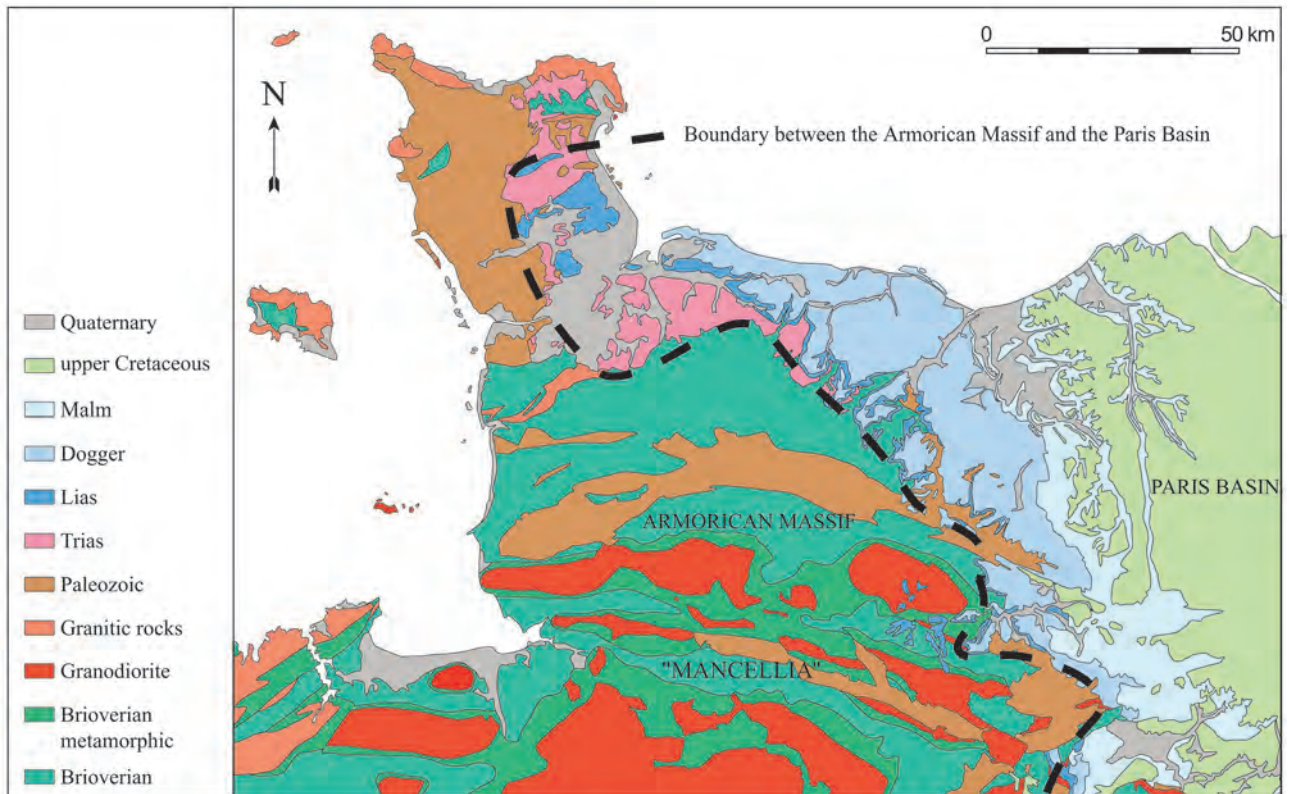 0 50 km
N
Boundary between the Armorican Massif and the Paris Basin
Quaternary
upper Cretaceous
Malm
Dogger
Lias
Trias
Paleozoic
Granitic rocks
Granodiorite
Brioverian
metamorphic
Brioverian
PARIS BASIN
ARMORICAN MASSIF
"MANCELLIA"